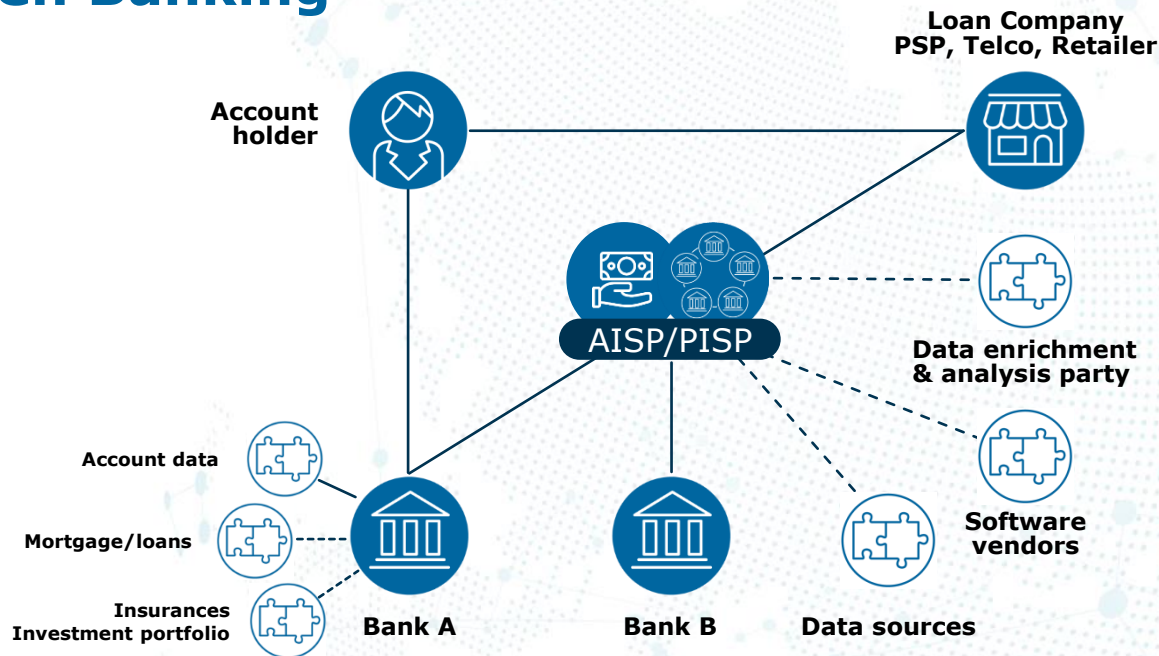 Banking
Loan Company
PSP, Telco, Retailer
Account
holder
AISP/PISP
Data enrichment
& analysis party
Account data
Mortgage/loans
Software
vendors
Insurances
Investment portfolio
Bank A
Bank B
Data sources